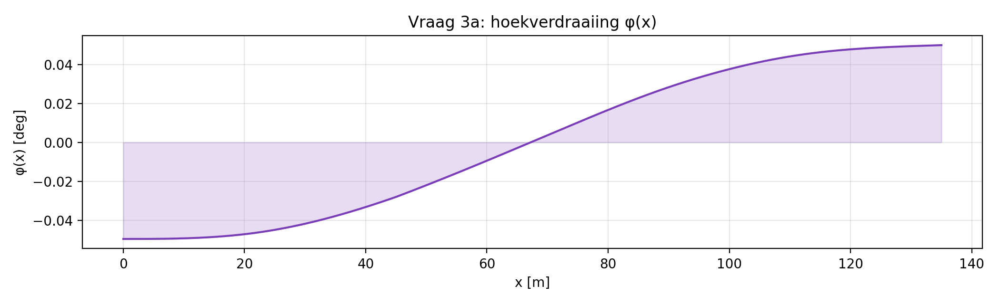 Vraag 3a: hoekverdraaiing φ(x)
φ(x) [deg]
0.04
0.02
0.00
−0.02
−0.04
0 20 40 60 80 100 120 140
x [m]